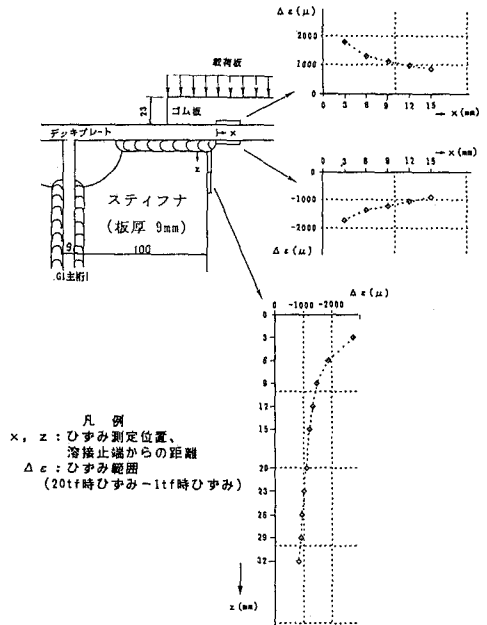 Δε(μ)
2000
1000
0
3 6 9 12 15
x(mm)
載荷板
23
ゴム板
デッキプレート
x
z
スティフナ
(板厚 9mm)
9
100
G1主桁
x(mm)
3 6 9 12 15
0
-1000
-2000
Δε(μ)
Δε(μ)
0 -1000 -2000
0
3
6
9
12
15
20
23
26
29
32
z(mm)
凡 例
x, z:ひずみ測定位置、
溶接止端からの距離
Δε:ひずみ範囲
(20tf時ひずみ-1tf時ひずみ)